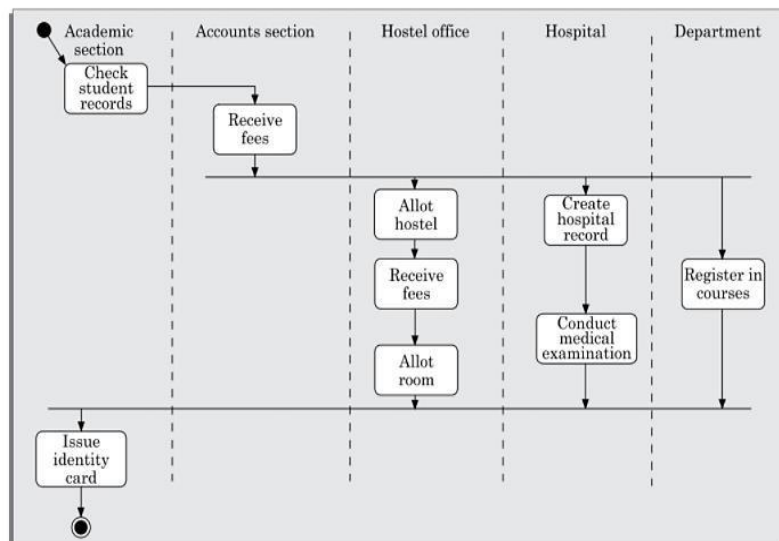 Academic
section
Accounts section
Hostel office
Hospital
Department
Check
student
records
Receive
fees
Allot
hostel
Receive
fees
Allot
room
Create
hospital
record
Conduct
medical
examination
Register in
courses
Issue
identity
card